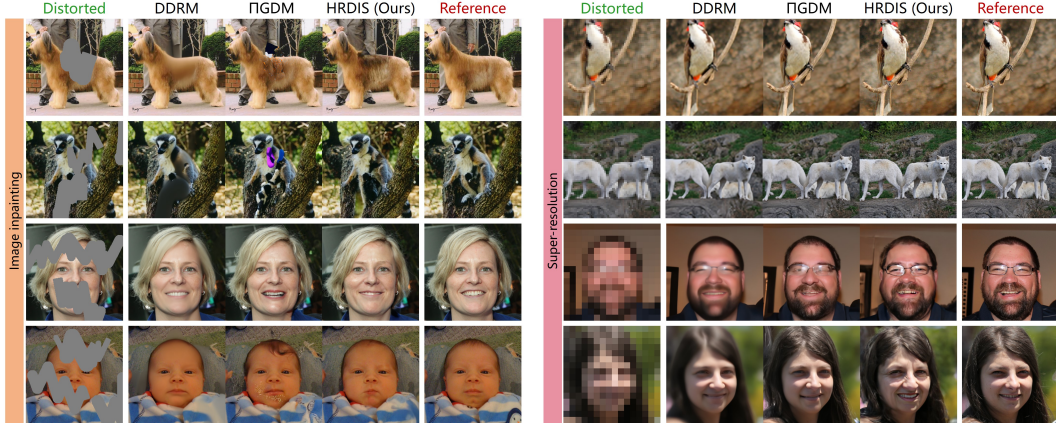 Distorted DDRM ΠGDM HRDIS (Ours) Reference
Image inpainting
Distorted DDRM ΠGDM HRDIS (Ours) Reference
Super-resolution